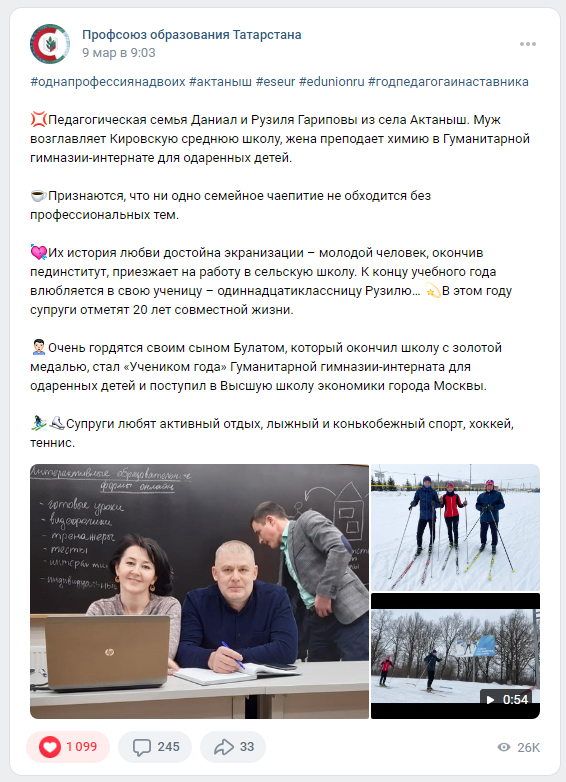 Профсоюз образования Татарстана
9 мар в 9:03
#однапрофессиянадвоих #актаныш #eseur #edunionru #годпедагогаинаставника
💢Педагогическая семья Даниал и Рузиля Гариповы из села Актаныш. Муж
возглавляет Кировскую среднюю школу, жена преподает химию в Гуманитарной
гимназии-интернате для одаренных детей.
☕Признаются, что ни одно семейное чаепитие не обходится без
профессиональных тем.
💘Их история любви достойна экранизации – молодой человек, окончив
пединститут, приезжает на работу в сельскую школу. К концу учебного года
влюбляется в свою ученицу – одиннадцатиклассницу Рузилю... 💫В этом году
супруги отметят 20 лет совместной жизни.
👨🏻‍🎓Очень гордятся своим сыном Булатом, который окончил школу с золотой
медалью, стал «Учеником года» Гуманитарной гимназии-интерната для
одаренных детей и поступил в Высшую школу экономики города Москвы.
⛷⛸Супруги любят активный отдых, лыжный и конькобежный спорт, хоккей,
теннис.
Интерактивные образовательные
формы онлайн
- готовые уроки
- видеоролики
- тренажеры
- тесты
hp
0:54
1 099
245
33
26K